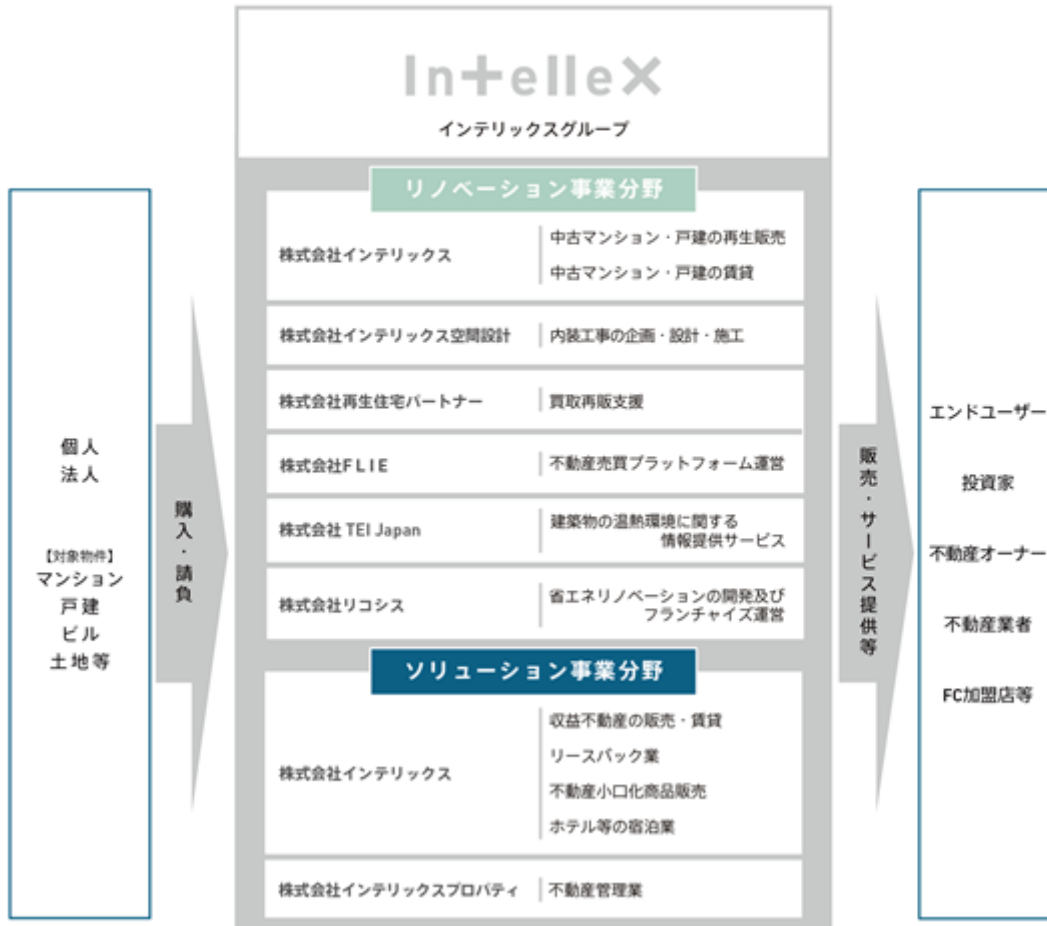 In+elleX
インテリックスグループ
個人
法人
【対象物件】
マンション
戸建
ビル
土地等
購入・請負
リノベーション事業分野
株式会社インテリックス
中古マンション・戸建の再生販売
中古マンション・戸建の賃貸
株式会社インテリックス空間設計
内装工事の企画・設計・施工
株式会社再生住宅パートナー
買取再販支援
株式会社FLIE
不動産売買プラットフォーム運営
株式会社 TEI Japan
建築物の温熱環境に関する
情報提供サービス
株式会社リコシス
省エネリノベーションの開発及び
フランチャイズ運営
ソリューション事業分野
株式会社インテリックス
収益不動産の販売・賃貸
リースバック業
不動産小口化商品販売
ホテル等の宿泊業
株式会社インテリックスプロパティ
不動産管理業
販売・サービス提供等
エンドユーザー
投資家
不動産オーナー
不動産業者
FC加盟店等